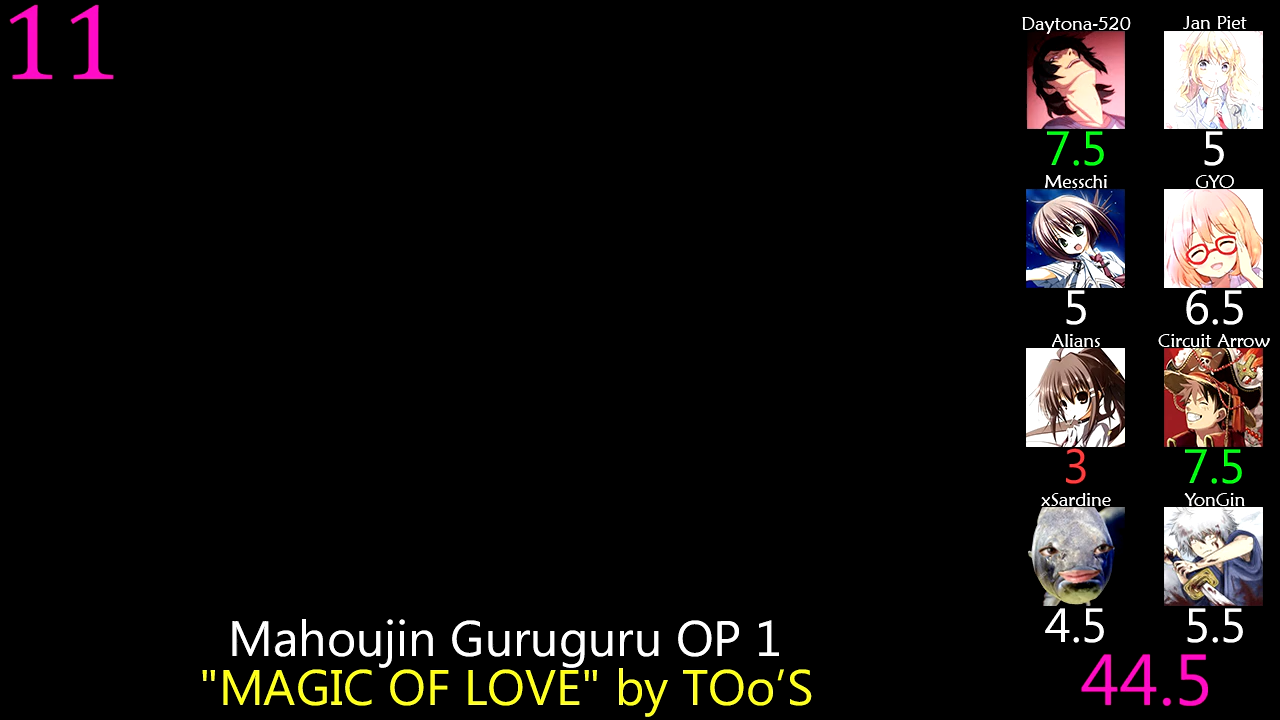 11
Daytona-520
Jan Piet
7.5
5
Messchi
GYO
5
6.5
Alians
Circuit Arrow
3
7.5
xSardine
YonGin
4.5
5.5
Mahoujin Guruguru OP 1
"MAGIC OF LOVE" by TOo’S
44.5